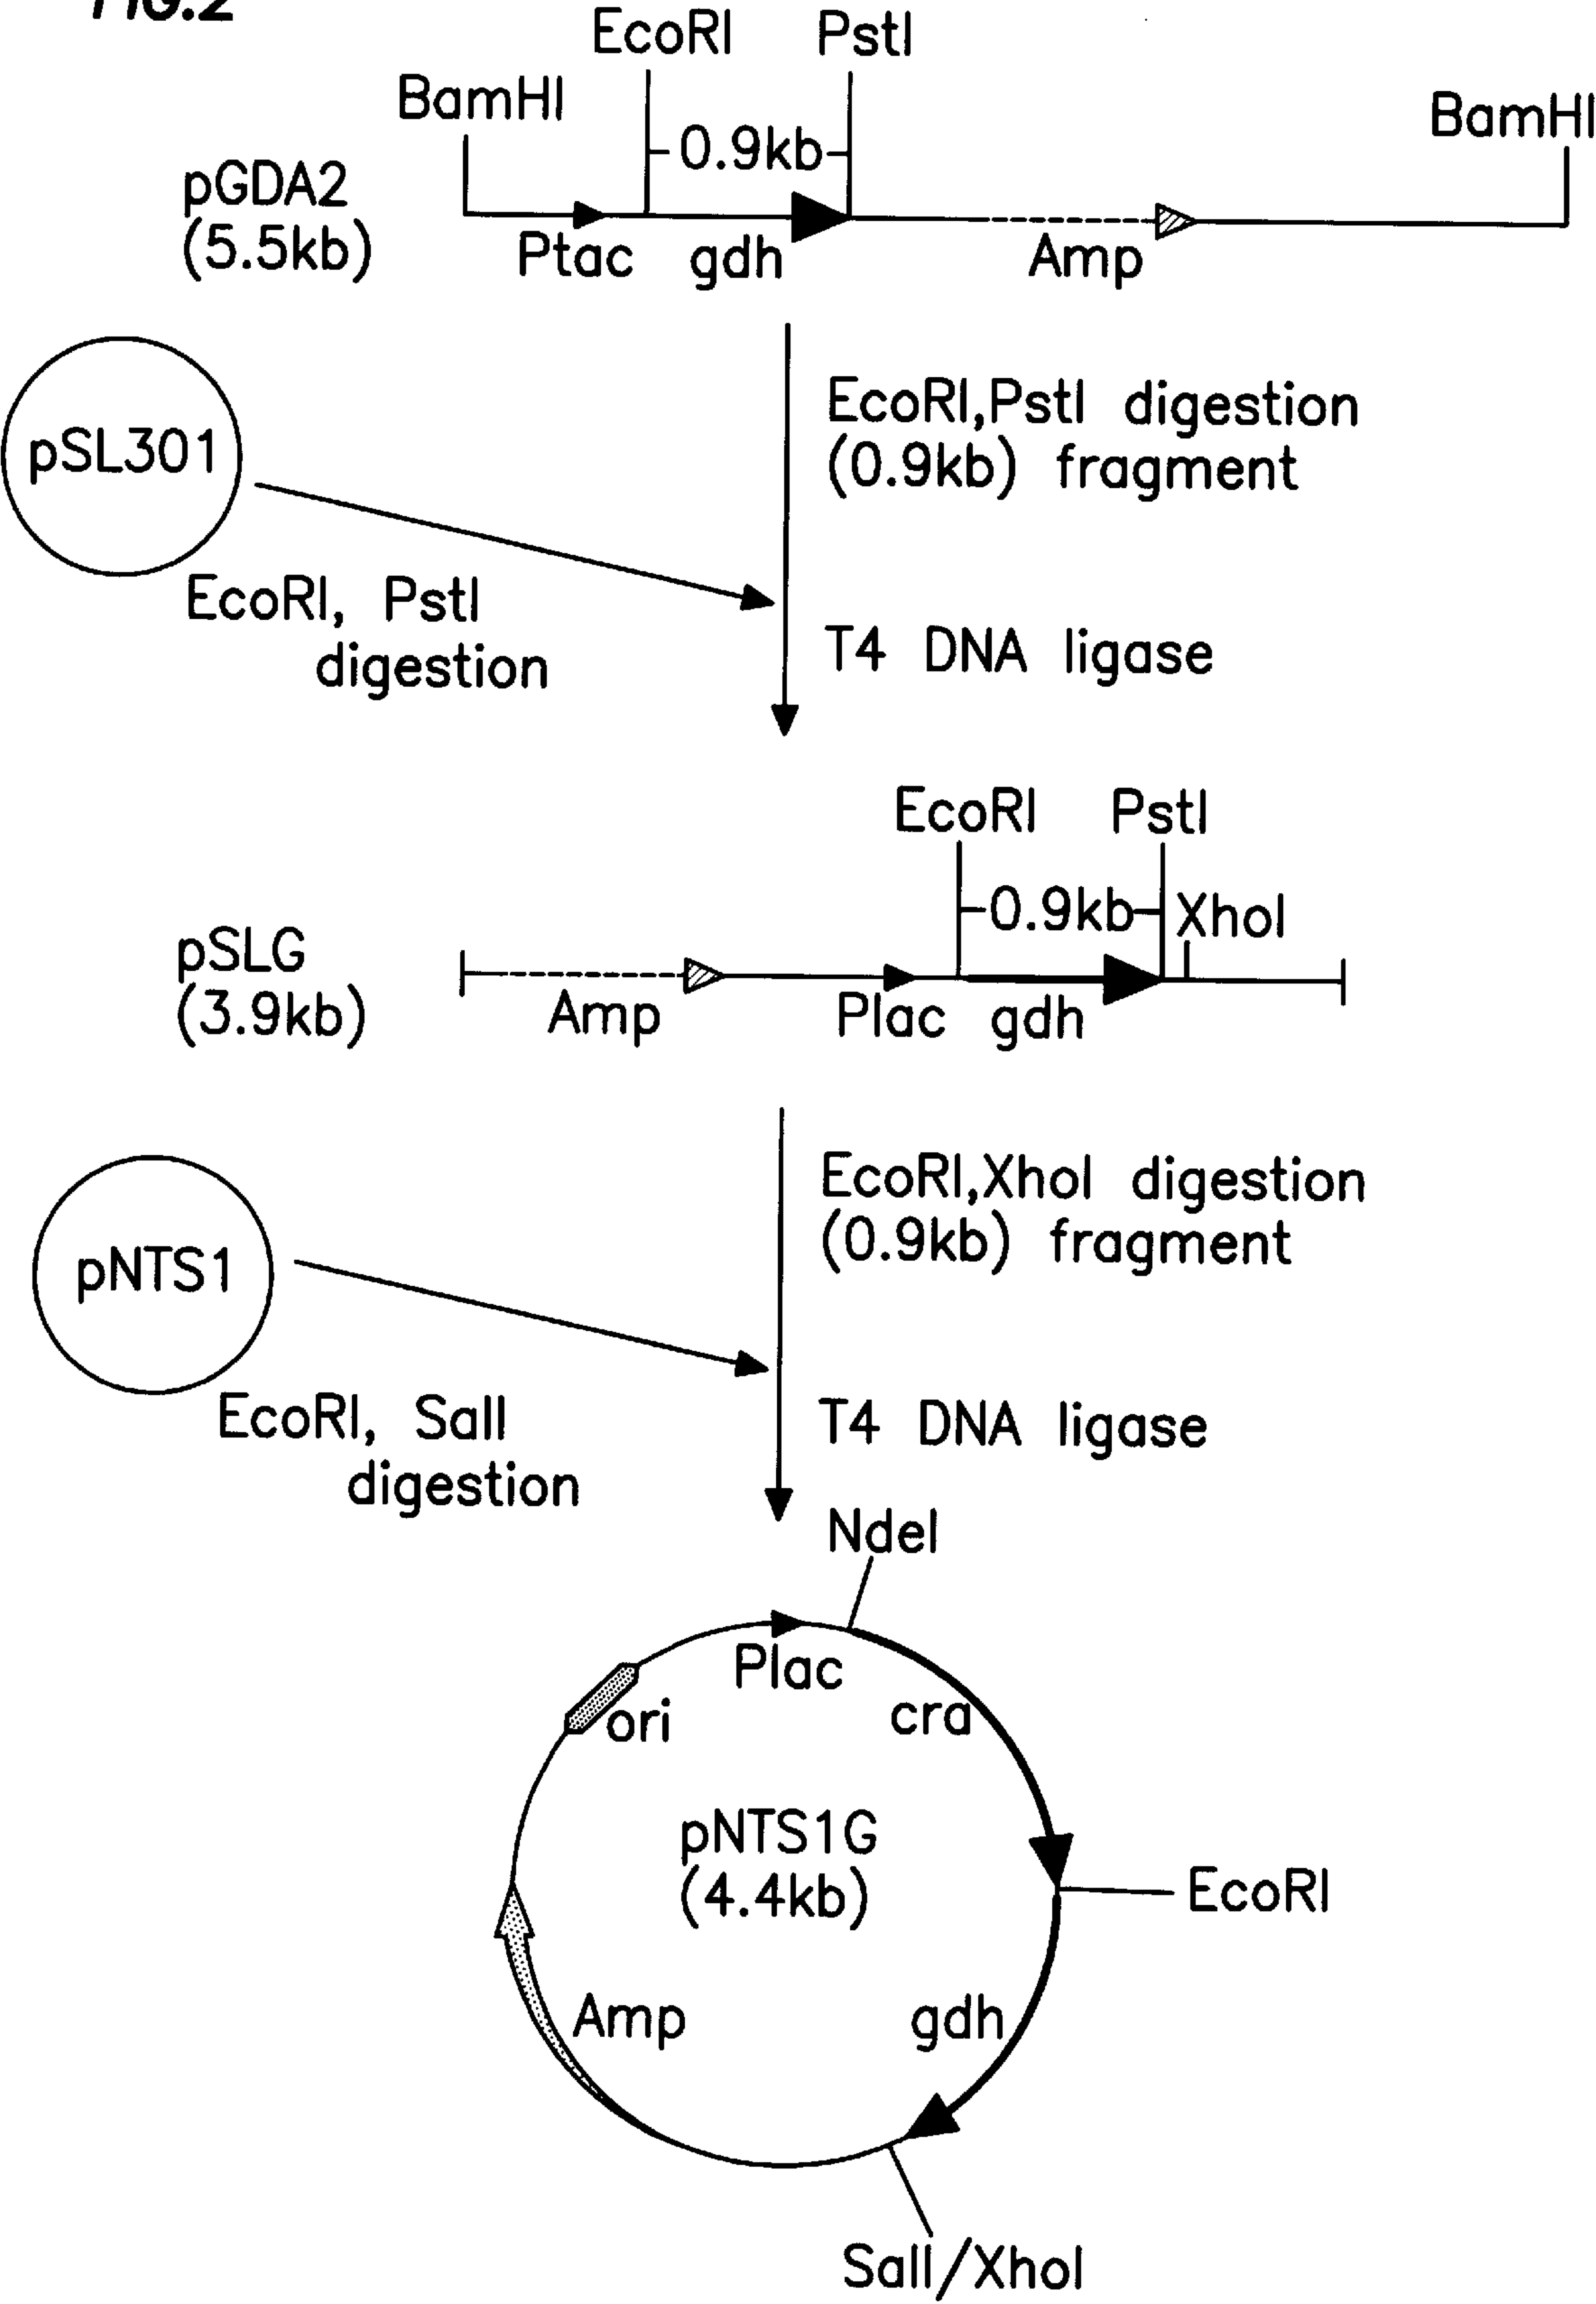 FIG.2
EcoRI PstI
BamHI
BamHI
0.9kb
pGDA2
(5.5kb)
Ptac gdh Amp
pSL301
EcoRI,PstI digestion
(0.9kb) fragment
EcoRI, PstI
digestion
T4 DNA ligase
EcoRI PstI
0.9kb XhoI
pSLG
(3.9kb)
Amp Plac gdh
pNTS1
EcoRI,XhoI digestion
(0.9kb) fragment
EcoRI, SalI
digestion
T4 DNA ligase
NdeI
Plac
ori
cra
pNTS1G
(4.4kb)
EcoRI
Amp
gdh
SalI/XhoI